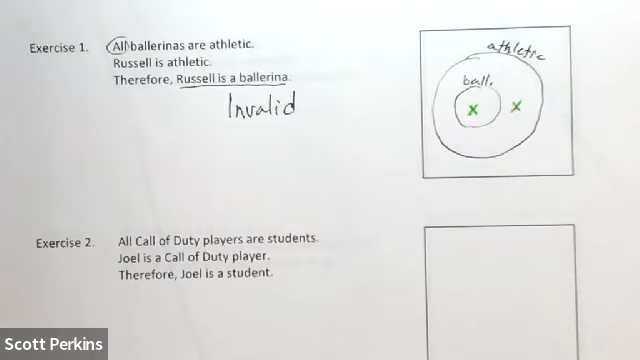 Exercise 1. All ballerinas are athletic.
Russell is athletic.
Therefore, Russell is a ballerina.
Invalid
athletic
ball.
x x
Exercise 2. All Call of Duty players are students.
Joel is a Call of Duty player.
Therefore, Joel is a student.
Scott Perkins